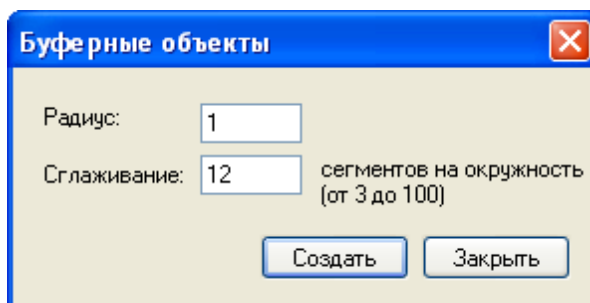 Буферные объекты
Радиус: 1
Сглаживание: 12 сегментов на окружность
(от 3 до 100)
Создать Закрыть